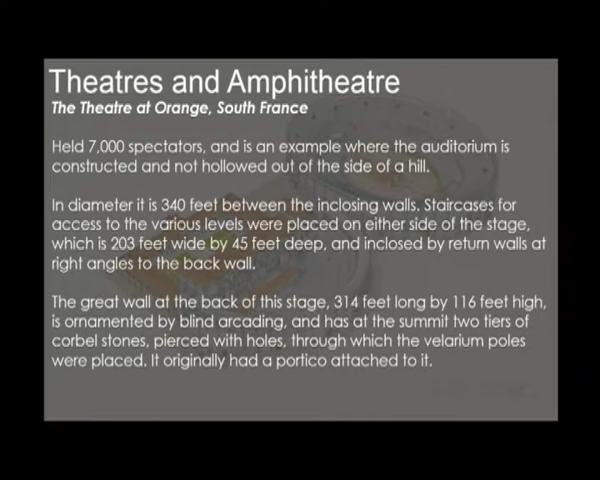 Theatres and Amphitheatre
The Theatre at Orange, South France
Held 7,000 spectators, and is an example where the auditorium is
constructed and not hollowed out of the side of a hill.
In diameter it is 340 feet between the inclosing walls. Staircases for
access to the various levels were placed on either side of the stage,
which is 203 feet wide by 45 feet deep, and inclosed by return walls at
right angles to the back wall.
The great wall at the back of this stage, 314 feet long by 116 feet high,
is ornamented by blind arcading, and has at the summit two tiers of
corbel stones, pierced with holes, through which the velarium poles
were placed. It originally had a portico attached to it.